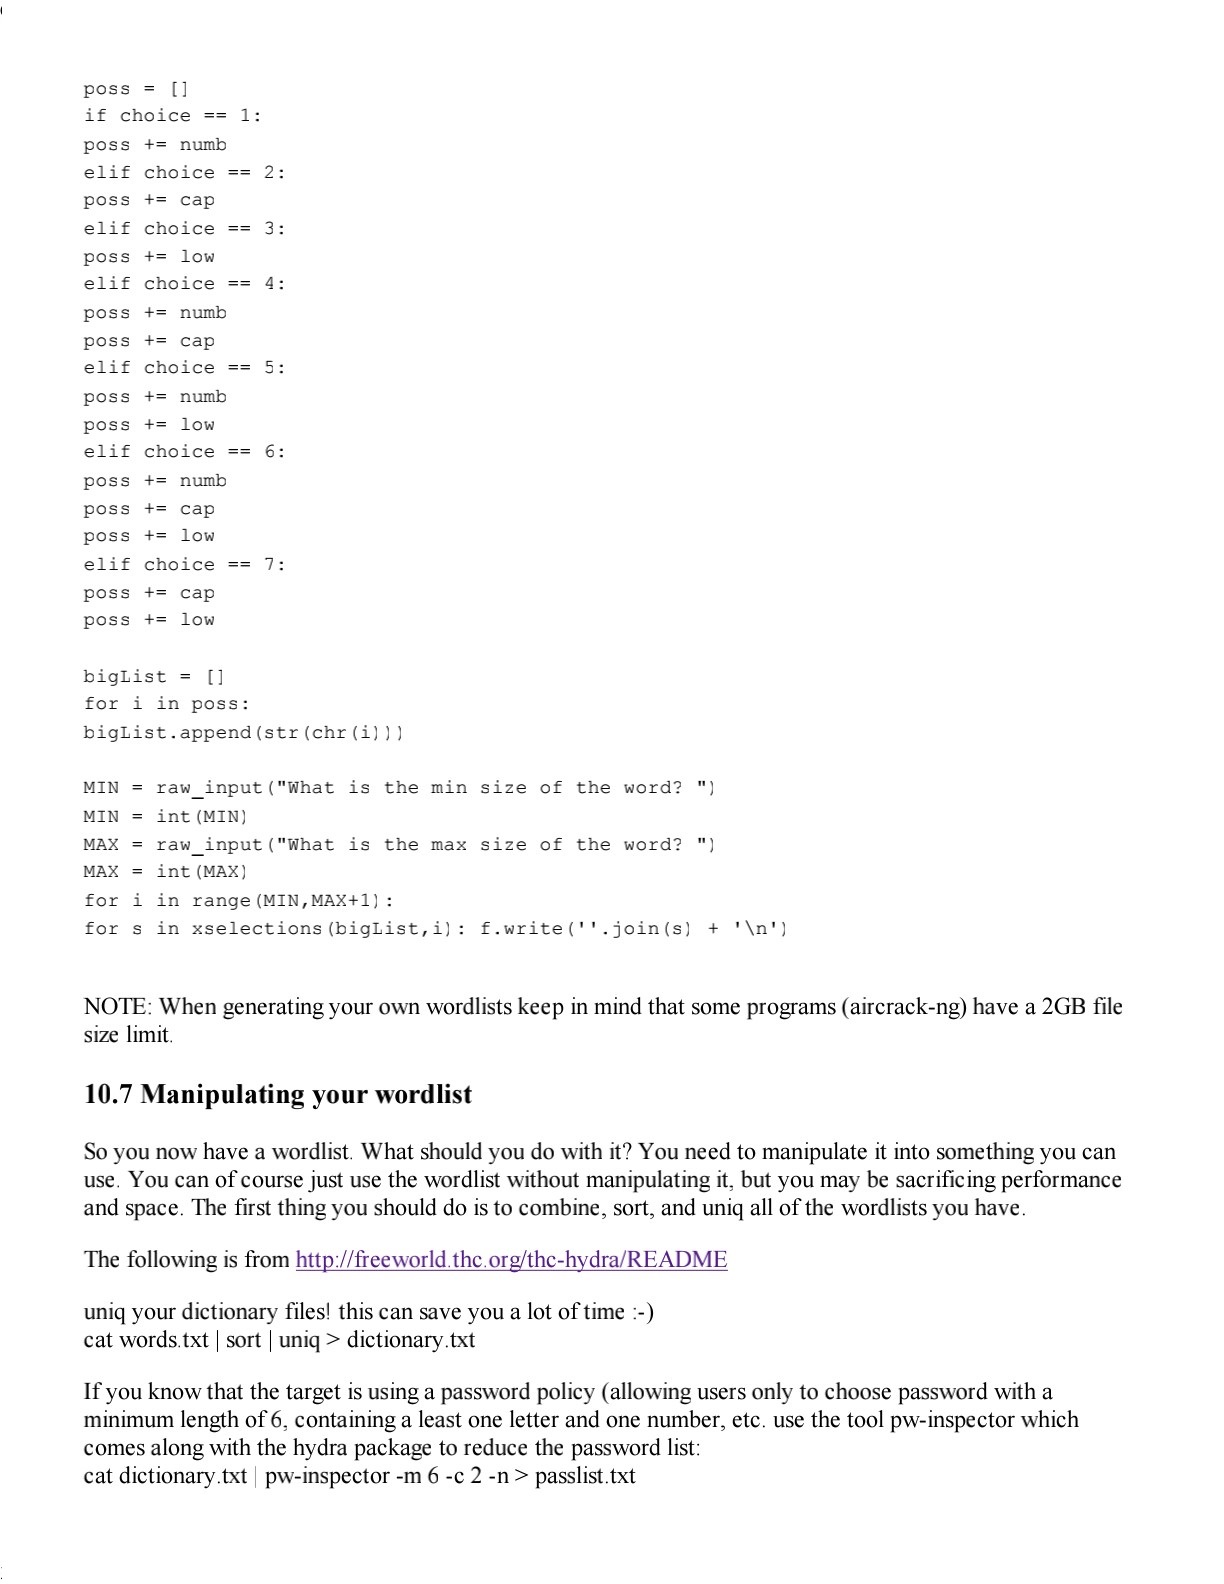 poss = []
if choice == 1:
poss += numb
elif choice == 2:
poss += cap
elif choice == 3:
poss += low
elif choice == 4:
poss += numb
poss += cap
elif choice == 5:
poss += numb
poss += low
elif choice == 6:
poss += numb
poss += cap
poss += low
elif choice == 7:
poss += cap
poss += low
bigList = []
for i in poss:
bigList.append(str(chr(i)))
MIN = raw_input("What is the min size of the word? ")
MIN = int(MIN)
MAX = raw_input("What is the max size of the word? ")
MAX = int(MAX)
for i in range(MIN,MAX+1):
for s in xselections(bigList,i): f.write(''.join(s) + '\n')
NOTE: When generating your own wordlists keep in mind that some programs (aircrack-ng) have a 2GB file
size limit.
10.7 Manipulating your wordlist
So you now have a wordlist. What should you do with it? You need to manipulate it into something you can
use. You can of course just use the wordlist without manipulating it, but you may be sacrificing performance
and space. The first thing you should do is to combine, sort, and uniq all of the wordlists you have.
The following is from http://freeworld.thc.org/thc-hydra/README
uniq your dictionary files! this can save you a lot of time :-)
cat words.txt | sort | uniq > dictionary.txt
If you know that the target is using a password policy (allowing users only to choose password with a
minimum length of 6, containing a least one letter and one number, etc. use the tool pw-inspector which
comes along with the hydra package to reduce the password list:
cat dictionary.txt | pw-inspector -m 6 -c 2 -n > passlist.txt